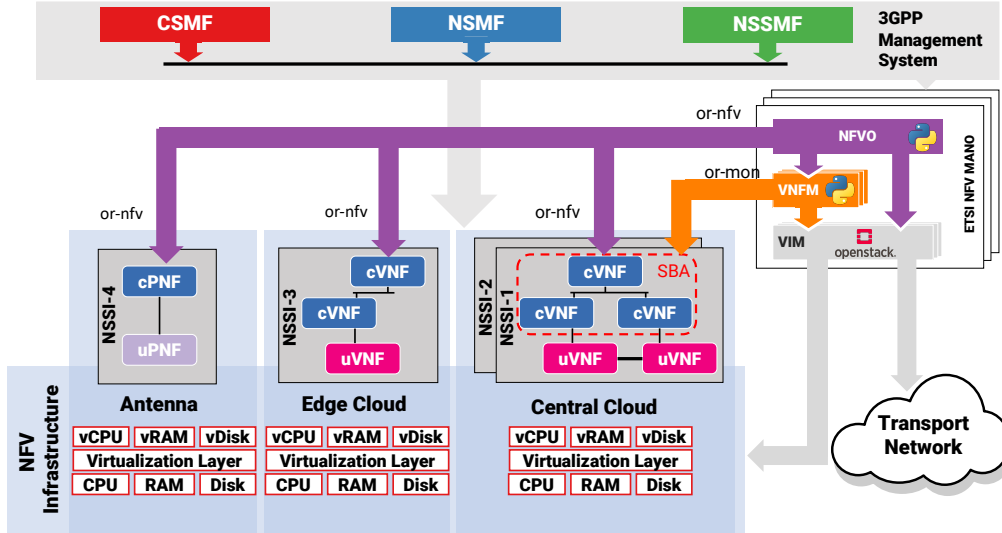 CSMF
NSMF
NSSMF
3GPP
Management
System
or-nfv
NFVO
or-mon
VNFM
ETSI NFV MANO
VIM
openstack.
or-nfv
or-nfv
or-nfv
NSSI-4
cPNF
uPNF
NSSI-3
cVNF
cVNF
uVNF
NSSI-2
NSSI-1
cVNF
SBA
cVNF
cVNF
uVNF
uVNF
NFV
Infrastructure
Antenna
Edge Cloud
Central Cloud
vCPU vRAM vDisk
Virtualization Layer
CPU RAM Disk
vCPU vRAM vDisk
Virtualization Layer
CPU RAM Disk
vCPU vRAM vDisk
Virtualization Layer
CPU RAM Disk
Transport
Network